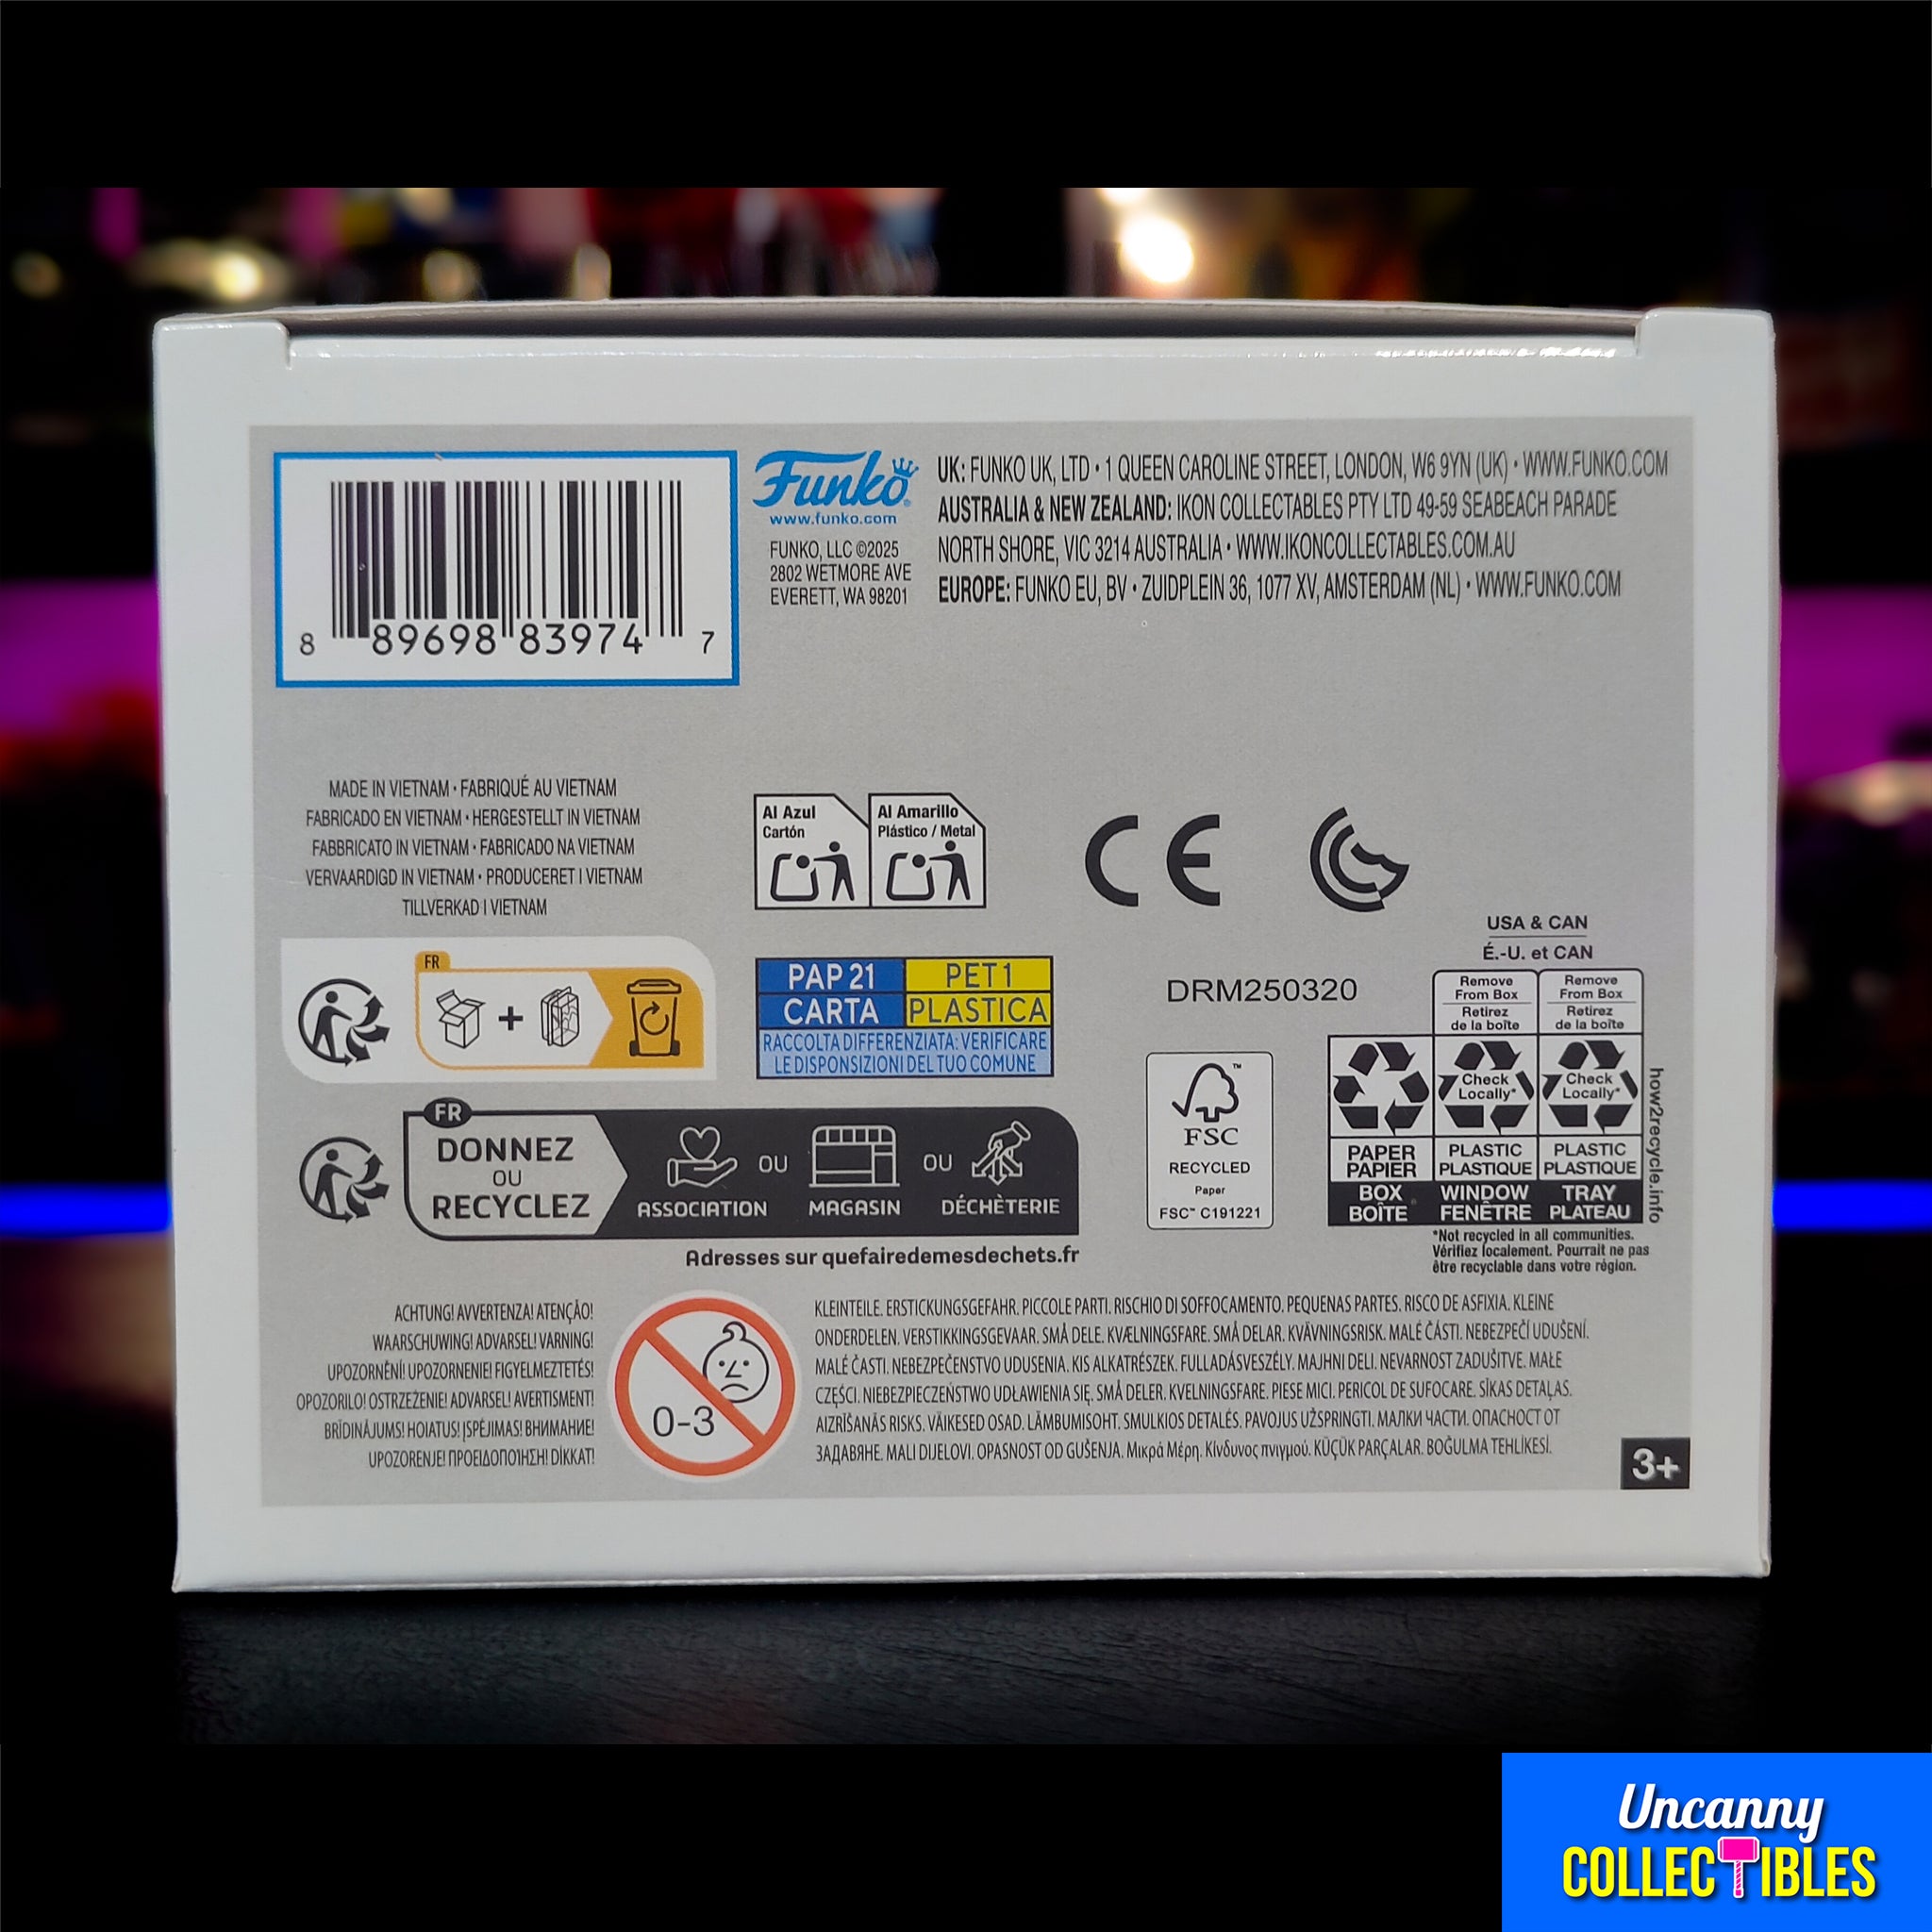 8 89698 83974 7
Funko
www.funko.com
FUNKO, LLC ©2025
2802 WETMORE AVE
EVERETT, WA 98201
UK: FUNKO UK, LTD • 1 QUEEN CAROLINE STREET, LONDON, W6 9YN (UK) • WWW.FUNKO.COM
AUSTRALIA & NEW ZEALAND: IKON COLLECTABLES PTY LTD 49-59 SEABEACH PARADE
NORTH SHORE, VIC 3214 AUSTRALIA • WWW.IKONCOLLECTABLES.COM.AU
EUROPE: FUNKO EU, BV • ZUIDPLEIN 36, 1077 XV, AMSTERDAM (NL) • WWW.FUNKO.COM
MADE IN VIETNAM • FABRIQUÉ AU VIETNAM
FABRICADO EN VIETNAM • HERGESTELLT IN VIETNAM
FABBRICATO IN VIETNAM • FABRICADO NA VIETNAM
VERVAARDIGD IN VIETNAM • PRODUCERET I VIETNAM
TILLVERKAD I VIETNAM
Al Azul
Cartón
Al Amarillo
Plástico / Metal
CE
FR
PAP 21
CARTA
PET 1
PLASTICA
RACCOLTA DIFFERENZIATA: VERIFICARE
LE DISPONSIZIONI DEL TUO COMUNE
DRM250320
USA & CAN
É.-U. et CAN
Remove
From Box
Retirez
de la boîte
Remove
From Box
Retirez
de la boîte
Check
Locally*
Check
Locally*
PAPER
PAPIER
PLASTIC
PLASTIQUE
PLASTIC
PLASTIQUE
BOX
BOÎTE
WINDOW
FENÊTRE
TRAY
PLATEAU
how2recycle.info
*Not recycled in all communities.
Vérifiez localement. Pourrait ne pas
être recyclable dans votre région.
FSC
RECYCLED
Paper
FSC™ C191221
FR
DONNEZ
OU
RECYCLEZ
ASSOCIATION
OU
MAGASIN
OU
DÉCHÈTERIE
Adresses sur quefairedemesdechets.fr
ACHTUNG! AVVERTENZA! ATENÇÃO!
WAARSCHUWING! ADVARSEL! VARNING!
UPOZORNĚNÍ! UPOZORNENIE! FIGYELMEZTETÉS!
OPOZORILO! OSTRZEŻENIE! ADVARSEL! AVERTISMENT!
BRĪDINĀJUMS! HOIATUS! ĮSPĖJIMAS! ВНИМАНИЕ!
UPOZORENJE! ΠΡΟΕΙΔΟΠΟΊΗΣΗ! DİKKAT!
0-3
KLEINTEILE. ERSTICKUNGSGEFAHR. PICCOLE PARTI. RISCHIO DI SOFFOCAMENTO. PEQUENAS PARTES. RISCO DE ASFIXIA. KLEINE
ONDERDELEN. VERSTIKKINGSGEVAAR. SMÅ DELE. KVÆLNINGSFARE. SMÅ DELAR. KVÄVNINGSRISK. MALÉ ČÁSTI. NEBEZPEČÍ UDUŠENÍ.
MALÉ ČASTI. NEBEZPEČENSTVO UDUSENIA. KIS ALKATRÉSZEK. FULLADÁSVESZÉLY. MAJHNI DELI. NEVARNOST ZADUŠITVE. MAŁE
CZĘŚCI. NIEBEZPIECZEŃSTWO UDŁAWIENIA SIĘ. SMÅ DELER. KVELNINGSFARE. PIESE MICI. PERICOL DE SUFOCARE. SĪKAS DETAĻAS.
AIZRĪŠANĀS RISKS. VÄIKESED OSAD. LÄMBUMISOHT. SMULKIOS DETALĖS. PAVOJUS UŽSPRINGTI. МАЛКИ ЧАСТИ. ОПАСНОСТ ОТ
ЗАДАВЯНЕ. MALI DIJELOVI. OPASNOST OD GUŠENJA. Μικρά Μέρη. Κίνδυνος πνιγμού. KÜÇÜK PARÇALAR. BOĞULMA TEHLİKESİ.
3+
Uncanny
COLLECTIBLES